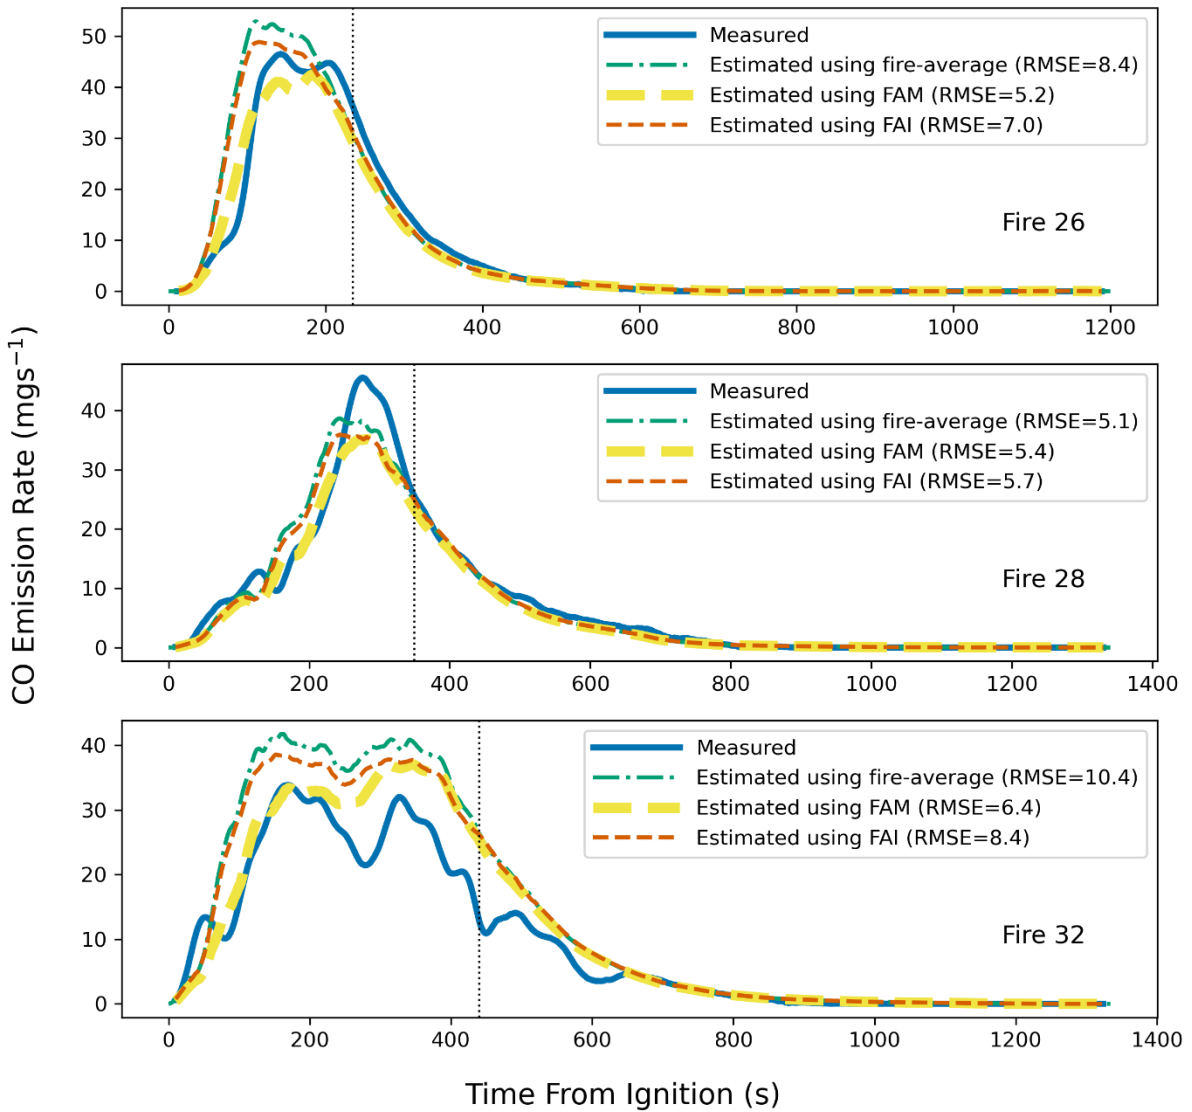 CO Emission Rate (mgs⁻¹)
50
40
30
20
10
0
Measured
Estimated using fire-average (RMSE=8.4)
Estimated using FAM (RMSE=5.2)
Estimated using FAI (RMSE=7.0)
Fire 26
0 200 400 600 800 1000 1200
40
30
20
10
0
Measured
Estimated using fire-average (RMSE=5.1)
Estimated using FAM (RMSE=5.4)
Estimated using FAI (RMSE=5.7)
Fire 28
0 200 400 600 800 1000 1200 1400
40
30
20
10
0
Measured
Estimated using fire-average (RMSE=10.4)
Estimated using FAM (RMSE=6.4)
Estimated using FAI (RMSE=8.4)
Fire 32
0 200 400 600 800 1000 1200 1400
Time From Ignition (s)